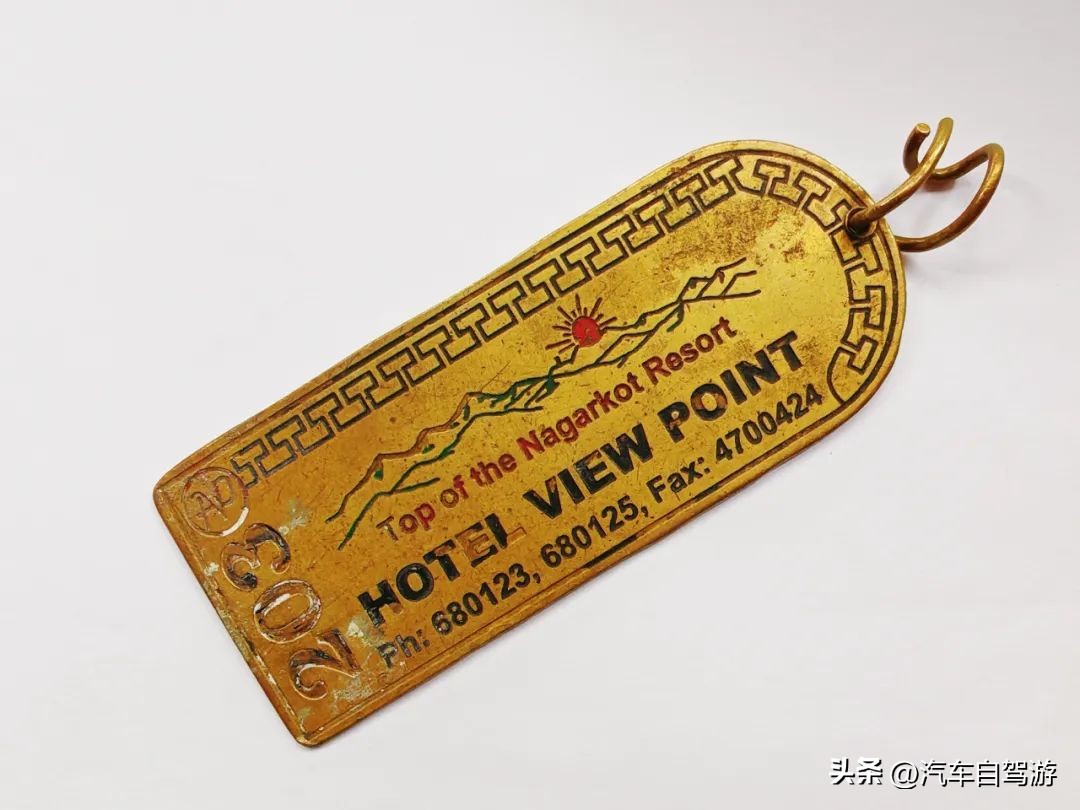 Top of the Nagarkot Resort
HOTEL VIEW POINT
Ph: 680123, 680125, Fax: 4700424
203
AD
头条 @汽车自驾游